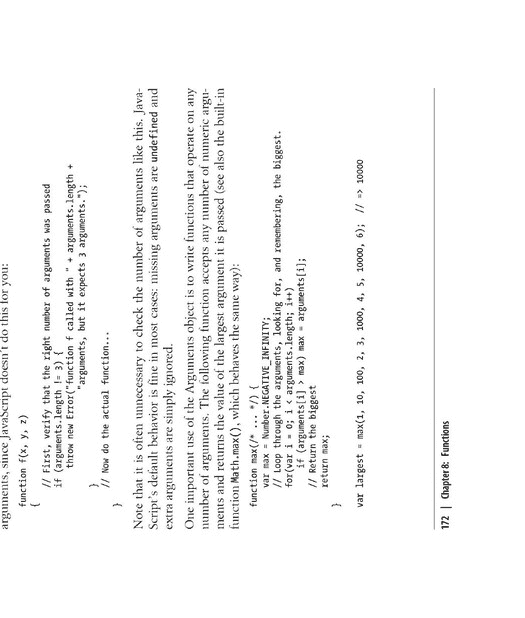 arguments, since JavaScript doesn't do this for you:
function f(x, y, z)
{
// First, verify that the right number of arguments was passed
if (arguments.length != 3) {
throw new Error("function f called with " + arguments.length +
"arguments, but it expects 3 arguments.");
}
// Now do the actual function...
}
Note that it is often unnecessary to check the number of arguments like this. Java-
Script's default behavior is fine in most cases: missing arguments are undefined and
extra arguments are simply ignored.
One important use of the Arguments object is to write functions that operate on any
number of arguments. The following function accepts any number of numeric argu-
ments and returns the value of the largest argument it is passed (see also the built-in
function Math.max(), which behaves the same way):
function max(/* ... */) {
var max = Number.NEGATIVE_INFINITY;
// Loop through the arguments, looking for, and remembering, the biggest.
for(var i = 0; i < arguments.length; i++)
if (arguments[i] > max) max = arguments[i];
// Return the biggest
return max;
}
var largest = max(1, 10, 100, 2, 3, 1000, 4, 5, 10000, 6); // => 10000
172 | Chapter 8: Functions